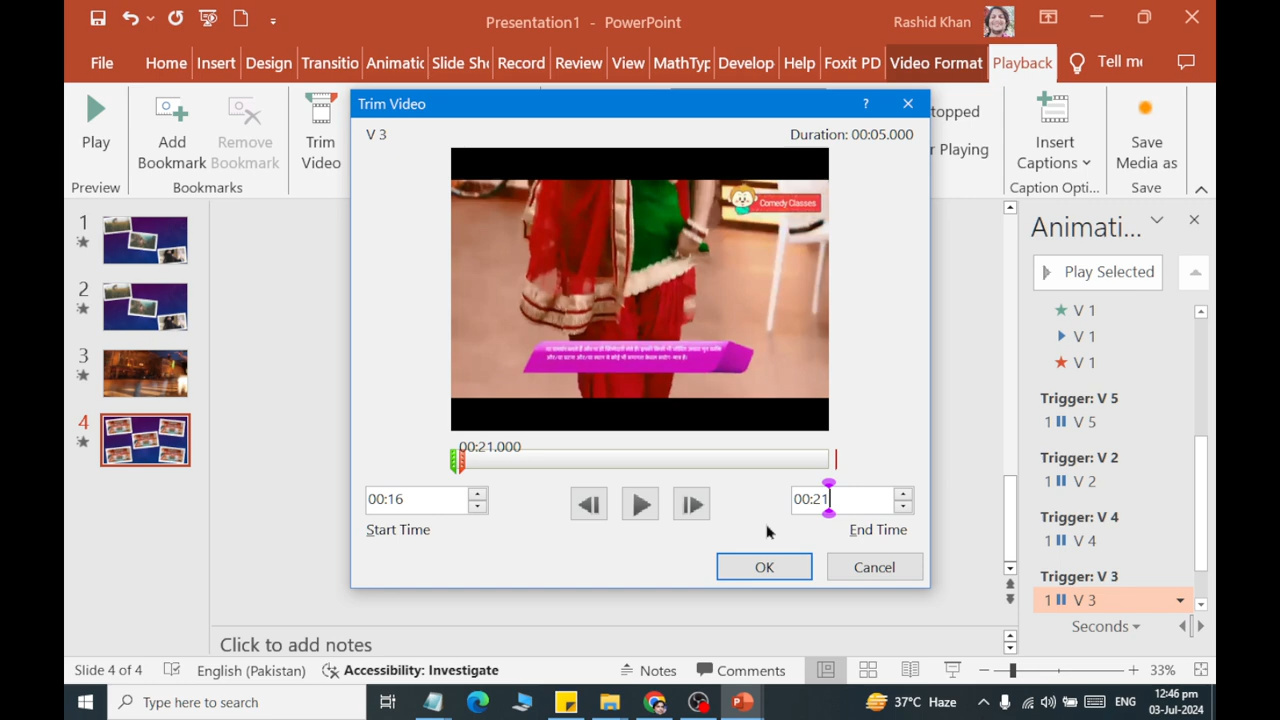 Presentation1 - PowerPoint
Rashid Khan
File Home Insert Design Transitio Animatic Slide Sho Record Review View MathTyp Develop Help Foxit PD Video Format Playback Tell me
Play
Preview
Add Bookmark
Remove Bookmark
Bookmarks
Trim Video
topped
r Playing
Insert Captions
Caption Opti...
Save Media as
Save
Trim Video
?
V 3
Duration: 00:05.000
Comedy Classes
00:21.000
00:16
00:21
Start Time
End Time
OK
Cancel
1
2
3
4
Animati...
Play Selected
V 1
V 1
V 1
Trigger: V 5
1 V 5
Trigger: V 2
1 V 2
Trigger: V 4
1 V 4
Trigger: V 3
1 V 3
Seconds
Click to add notes
Slide 4 of 4 English (Pakistan) Accessibility: Investigate Notes Comments 33%
Type here to search
37°C Haze
ENG
12:46 pm
03-Jul-2024